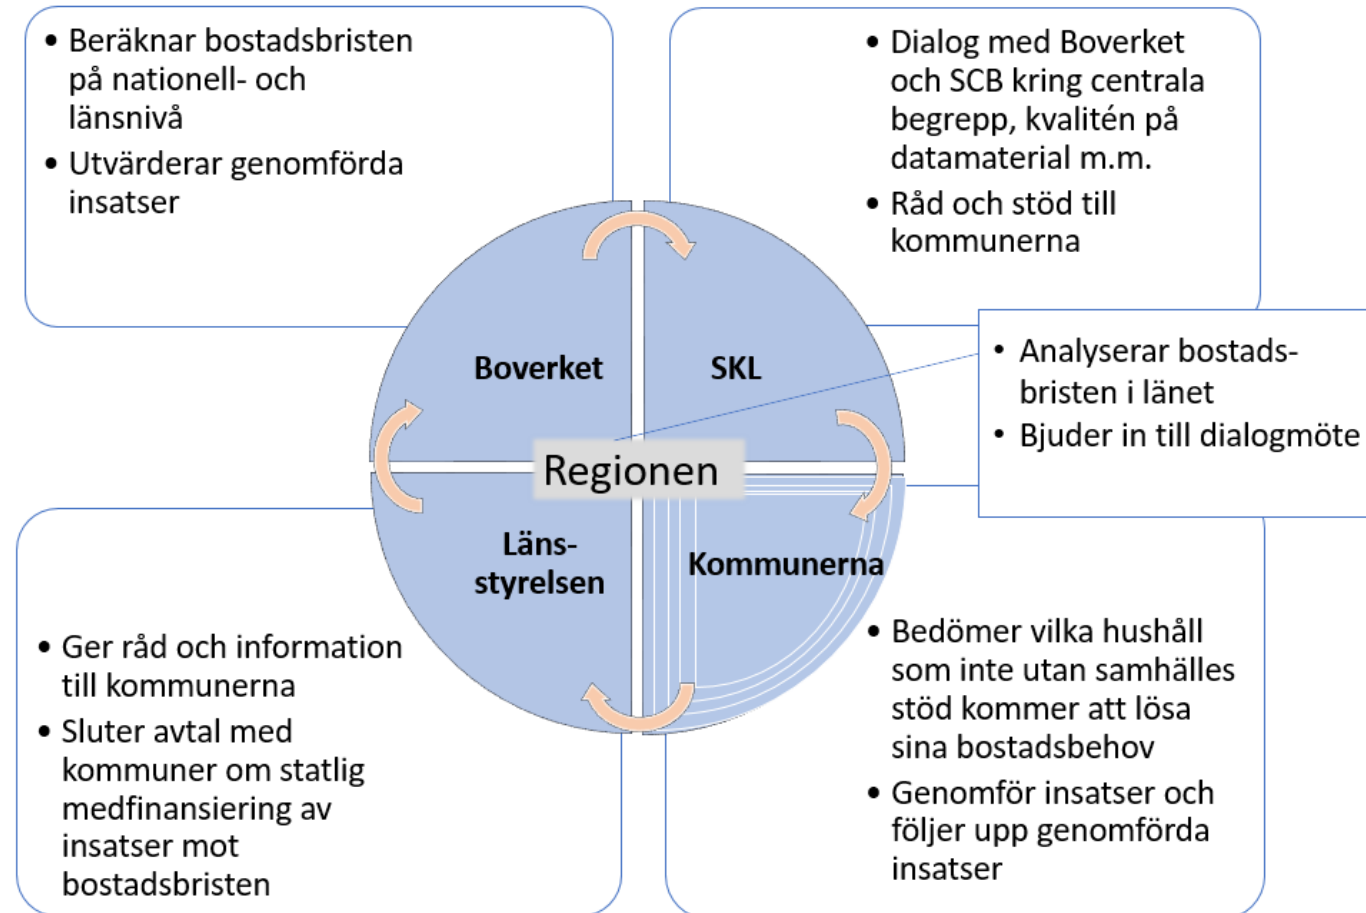 • Beräknar bostadsbristen
på nationell- och
länsnivå
• Utvärderar genomförda
insatser
• Dialog med Boverket
och SCB kring centrala
begrepp, kvalitén på
datamaterial m.m.
• Råd och stöd till
kommunerna
Boverket
SKL
• Analyserar bostads-
bristen i länet
• Bjuder in till dialogmöte
Regionen
Läns-
styrelsen
Kommunerna
• Ger råd och information
till kommunerna
• Sluter avtal med
kommuner om statlig
medfinansiering av
insatser mot
bostadsbristen
• Bedömer vilka hushåll
som inte utan samhälles
stöd kommer att lösa
sina bostadsbehov
• Genomför insatser och
följer upp genomförda
insatser